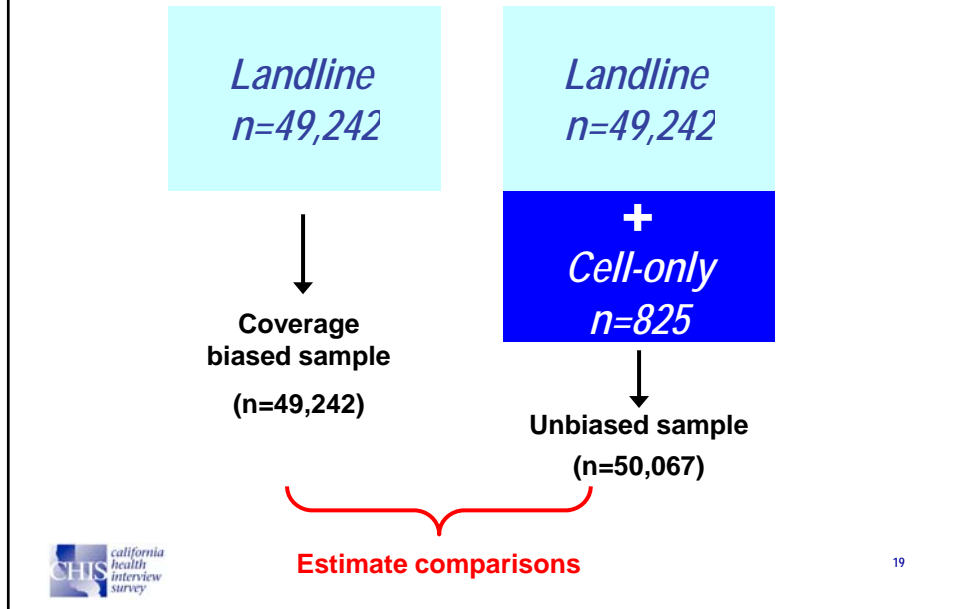 Landline
n=49,242
Coverage
biased sample
(n=49,242)
Landline
n=49,242
+
Cell-only
n=825
Unbiased sample
(n=50,067)
Estimate comparisons
CHIS
california
health
interview
survey
19